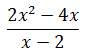 2x² − 4x
x − 2